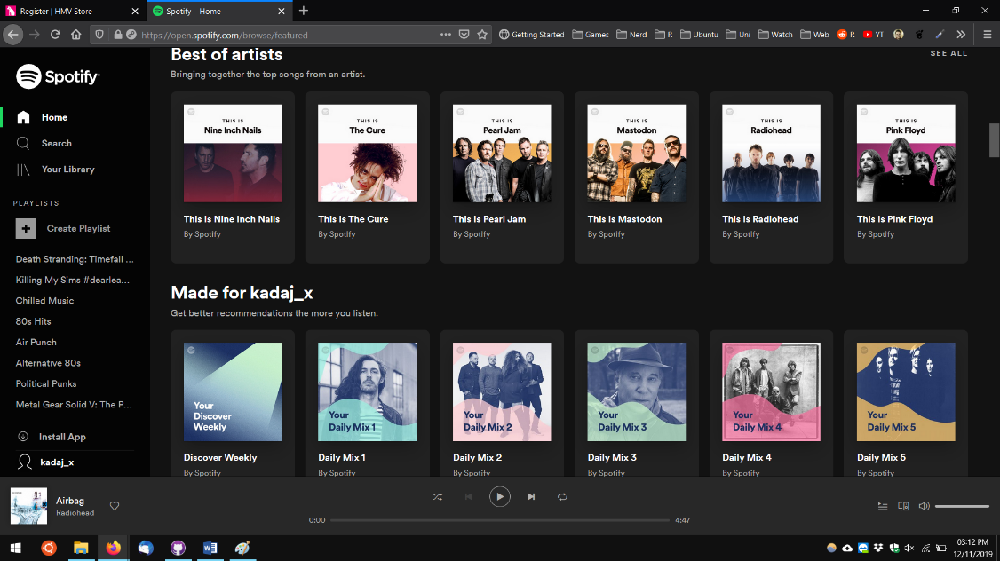 Register | HMV Store
Spotify – Home
https://open.spotify.com/browse/featured
Getting Started
Games
Nerd
R
Ubuntu
Uni
Watch
Web
R
YT
Spotify
Home
Search
Your Library
PLAYLISTS
Create Playlist
Death Stranding: Timefall ...
Killing My Sims #dearlea...
Chilled Music
80s Hits
Air Punch
Alternative 80s
Political Punks
Metal Gear Solid V: The P...
Install App
kadaj_x
Best of artists
SEE ALL
Bringing together the top songs from an artist.
THIS IS
Nine Inch Nails
THIS IS
The Cure
THIS IS
Pearl Jam
THIS IS
Mastodon
THIS IS
Radiohead
THIS IS
Pink Floyd
This Is Nine Inch Nails
By Spotify
This Is The Cure
By Spotify
This Is Pearl Jam
By Spotify
This Is Mastodon
By Spotify
This Is Radiohead
By Spotify
This Is Pink Floyd
By Spotify
Made for kadaj_x
Get better recommendations the more you listen.
Your
Discover
Weekly
Your
Daily Mix 1
Your
Daily Mix 2
Your
Daily Mix 3
Your
Daily Mix 4
Your
Daily Mix 5
Discover Weekly
By Spotify
Daily Mix 1
By Spotify
Daily Mix 2
By Spotify
Daily Mix 3
By Spotify
Daily Mix 4
By Spotify
Daily Mix 5
By Spotify
Airbag
Radiohead
0:00
4:47
03:12 PM
12/11/2019